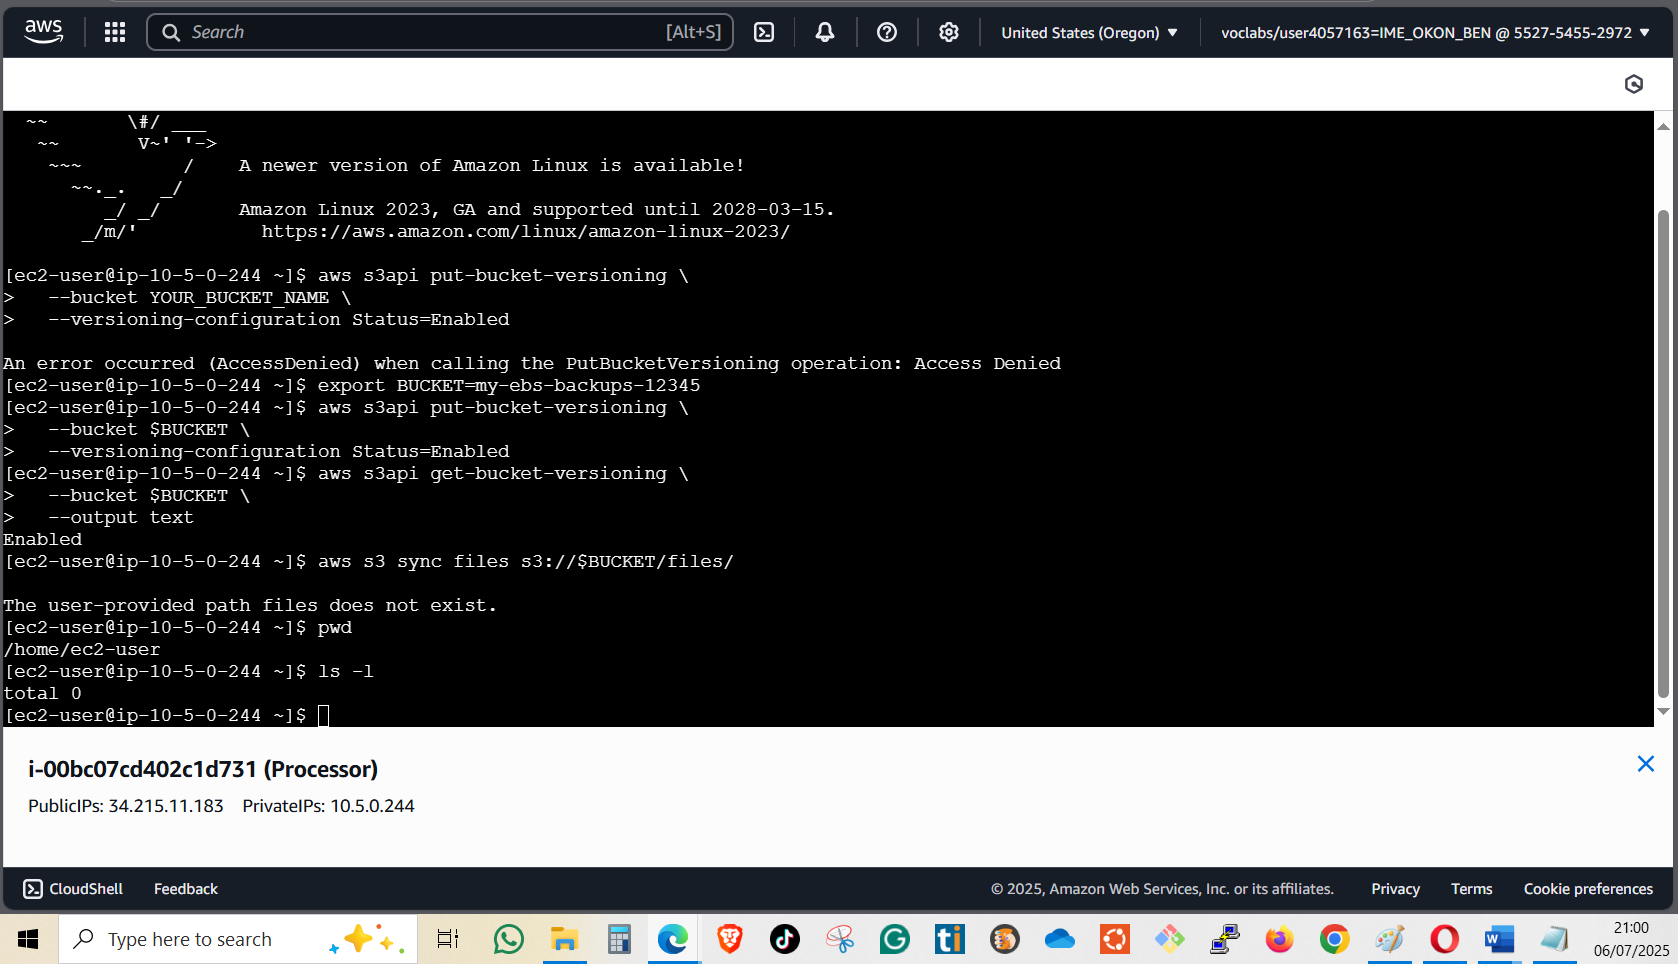 aws
Search
[Alt+S]
United States (Oregon) ▼
voclabs/user4057163=IME_OKON_BEN @ 5527-5455-2972 ▼
~~       \#/ ___
~~       V~' '->
~~~         /    A newer version of Amazon Linux is available!
~~._.   _/
_/ _/       Amazon Linux 2023, GA and supported until 2028-03-15.
_/m/'           https://aws.amazon.com/linux/amazon-linux-2023/
[ec2-user@ip-10-5-0-244 ~]$ aws s3api put-bucket-versioning \
>   --bucket YOUR_BUCKET_NAME \
>   --versioning-configuration Status=Enabled
An error occurred (AccessDenied) when calling the PutBucketVersioning operation: Access Denied
[ec2-user@ip-10-5-0-244 ~]$ export BUCKET=my-ebs-backups-12345
[ec2-user@ip-10-5-0-244 ~]$ aws s3api put-bucket-versioning \
>   --bucket $BUCKET \
>   --versioning-configuration Status=Enabled
[ec2-user@ip-10-5-0-244 ~]$ aws s3api get-bucket-versioning \
>   --bucket $BUCKET \
>   --output text
Enabled
[ec2-user@ip-10-5-0-244 ~]$ aws s3 sync files s3://$BUCKET/files/
The user-provided path files does not exist.
[ec2-user@ip-10-5-0-244 ~]$ pwd
/home/ec2-user
[ec2-user@ip-10-5-0-244 ~]$ ls -l
total 0
[ec2-user@ip-10-5-0-244 ~]$
i-00bc07cd402c1d731 (Processor)
PublicIPs: 34.215.11.183 PrivateIPs: 10.5.0.244
CloudShell
Feedback
© 2025, Amazon Web Services, Inc. or its affiliates.
Privacy
Terms
Cookie preferences
Type here to search
21:00
06/07/2025